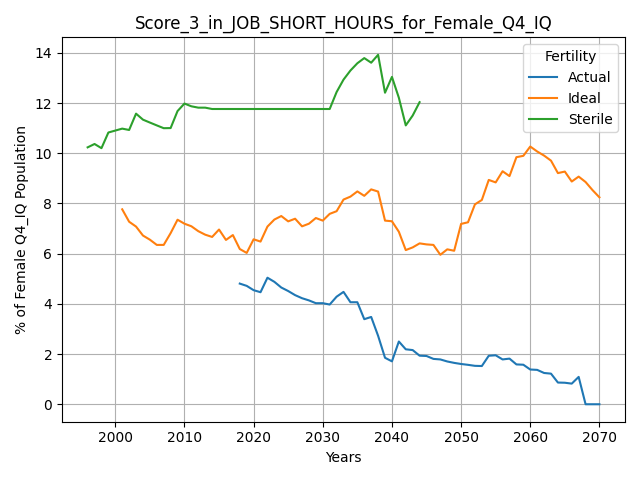 Score_3_in_JOB_SHORT_HOURS_for_Female_Q4_IQ
% of Female Q4_IQ Population
14
12
10
8
6
4
2
0
Fertility
Actual
Ideal
Sterile
2000 2010 2020 2030 2040 2050 2060 2070
Years